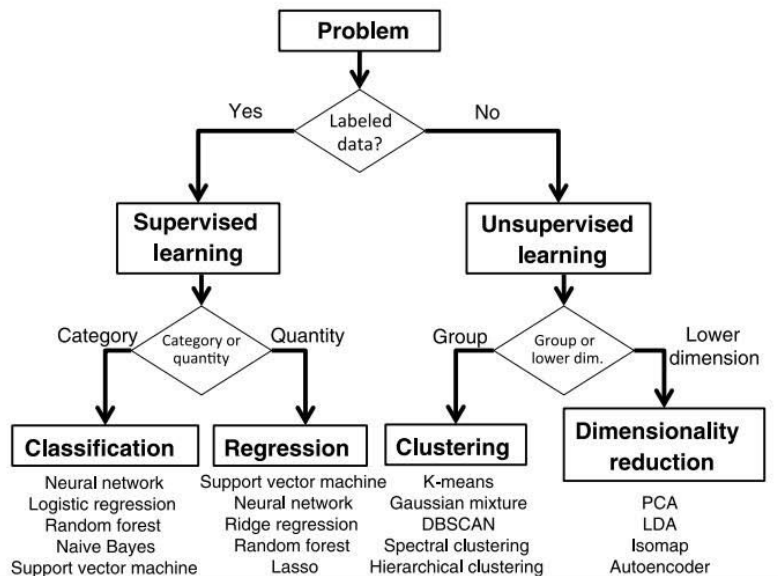 Problem
Yes
Labeled
data?
No
Supervised
learning
Unsupervised
learning
Category
Category or
quantity
Quantity
Group
Group or
lower dim.
Lower
dimension
Classification
Neural network
Logistic regression
Random forest
Naive Bayes
Support vector machine
Regression
Support vector machine
Neural network
Ridge regression
Random forest
Lasso
Clustering
K-means
Gaussian mixture
DBSCAN
Spectral clustering
Hierarchical clustering
Dimensionality
reduction
PCA
LDA
Isomap
Autoencoder